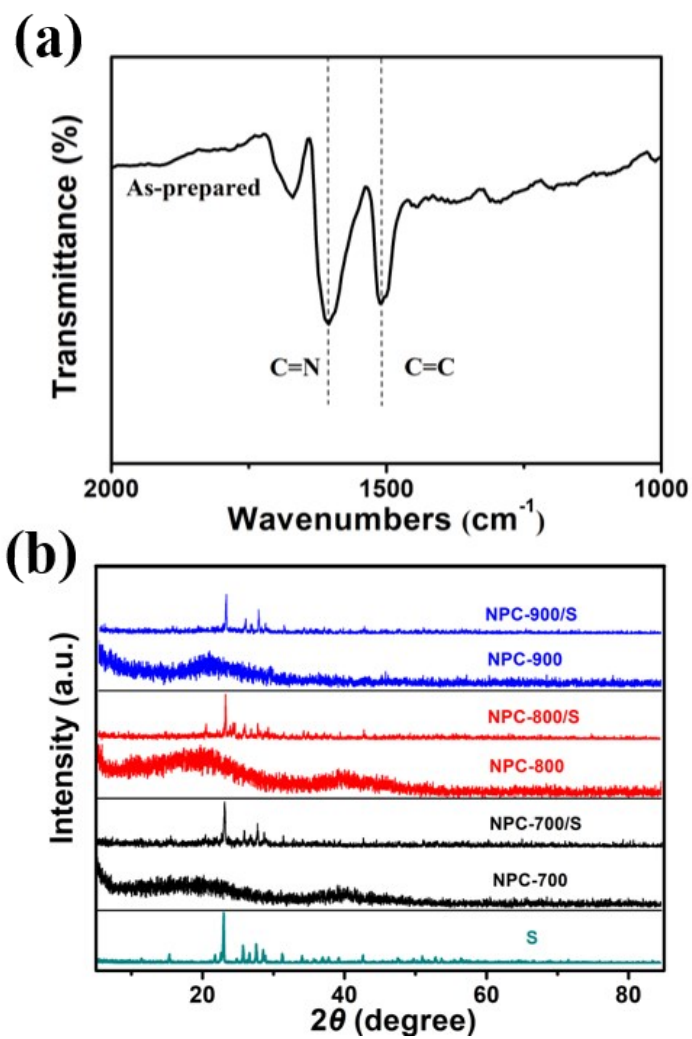 (a)
Transmittance (%)
As-prepared
C=N
C=C
2000
1500
1000
Wavenumbers (cm⁻¹)
(b)
Intensity (a.u.)
NPC-900/S
NPC-900
NPC-800/S
NPC-800
NPC-700/S
NPC-700
S
20
40
60
80
2θ (degree)